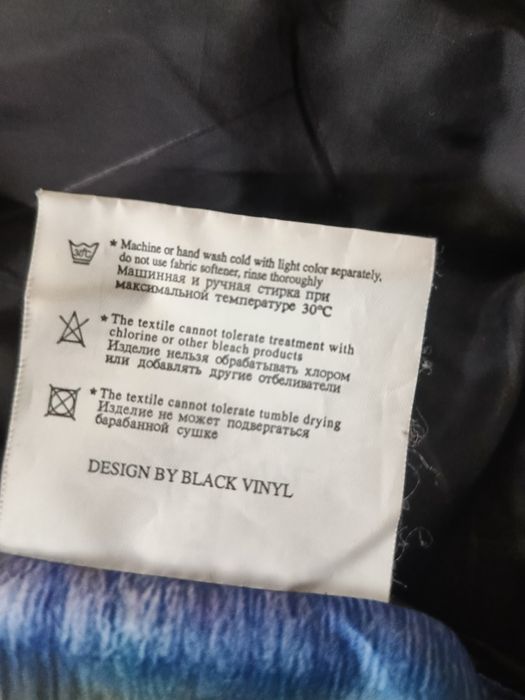 30°C
* Machine or hand wash cold with light color separately,
do not use fabric softener, rinse thoroughly
Машинная и ручная стирка при
максимальной температуре 30°C
* The textile cannot tolerate treatment with
chlorine or other bleach products
Изделие нельзя обрабатывать хлором
или добавлять другие отбеливатели
* The textile cannot tolerate tumble drying
Изделие не может подвергаться
барабанной сушке
DESIGN BY BLACK VINYL